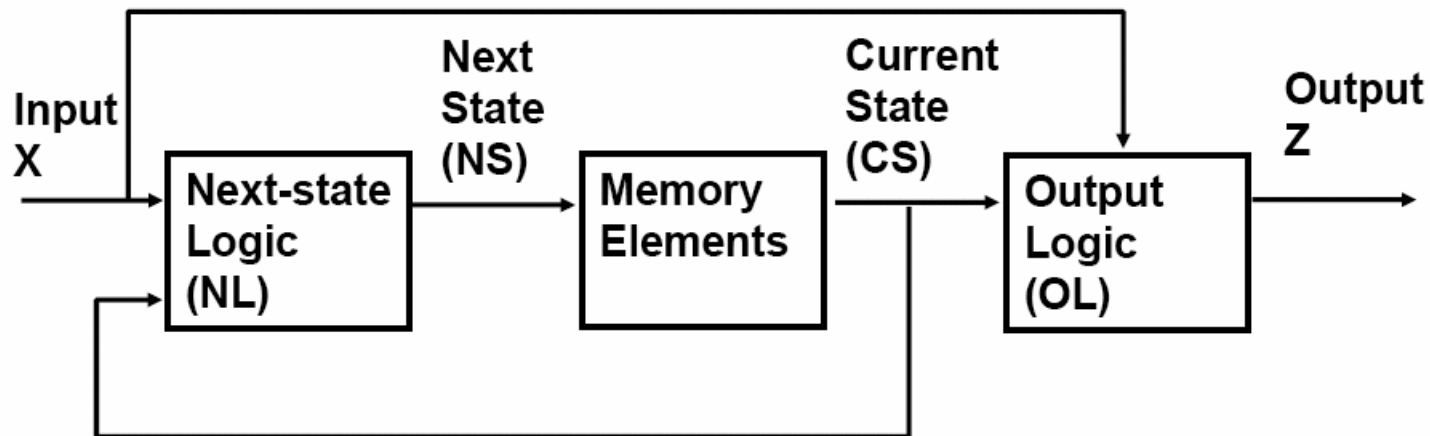 Input
X
Next
State
(NS)
Current
State
(CS)
Output
Z
Next-state
Logic
(NL)
Memory
Elements
Output
Logic
(OL)